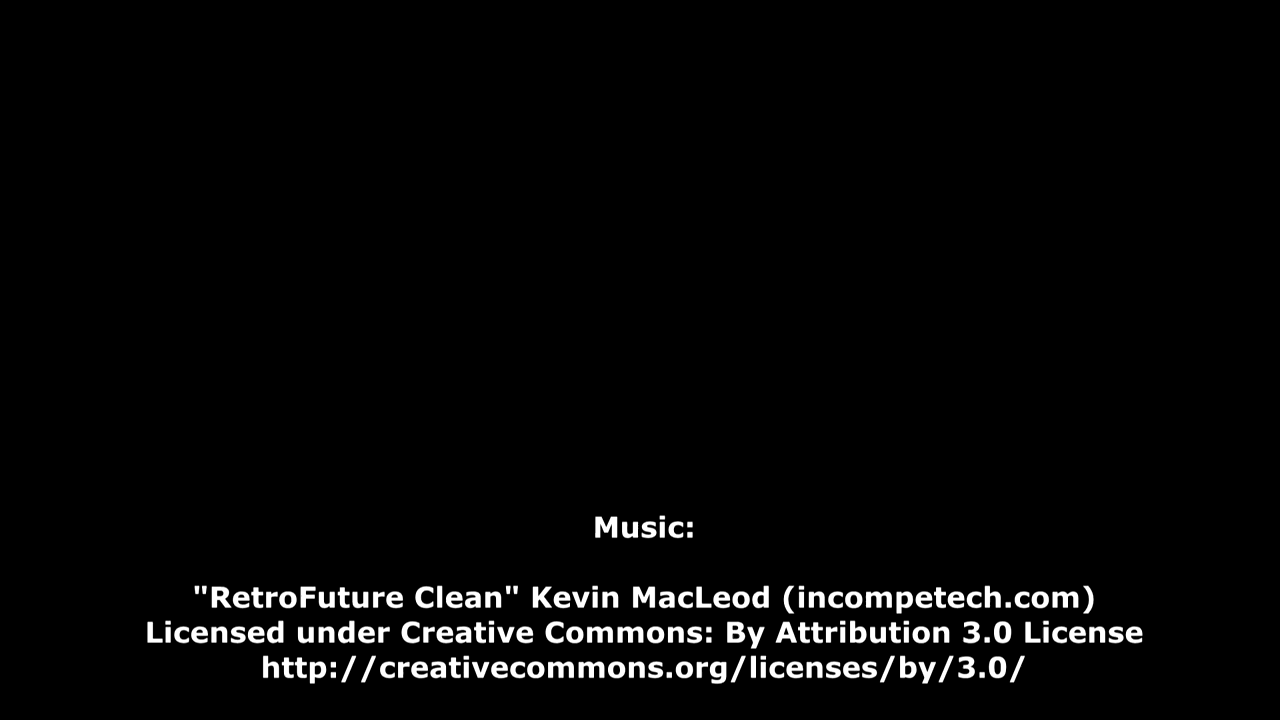 Music:
"RetroFuture Clean" Kevin MacLeod (incompetech.com)
Licensed under Creative Commons: By Attribution 3.0 License
http://creativecommons.org/licenses/by/3.0/